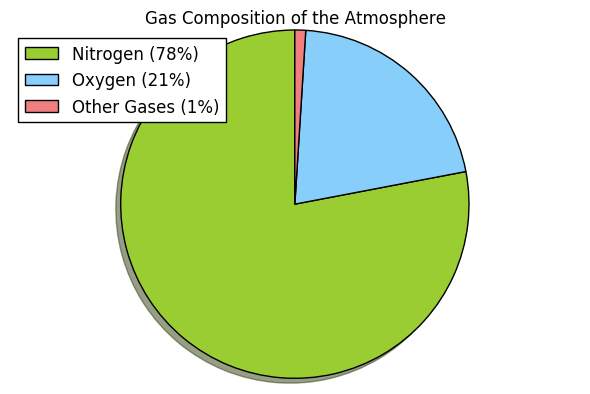 Gas Composition of the Atmosphere
Nitrogen (78%)
Oxygen (21%)
Other Gases (1%)